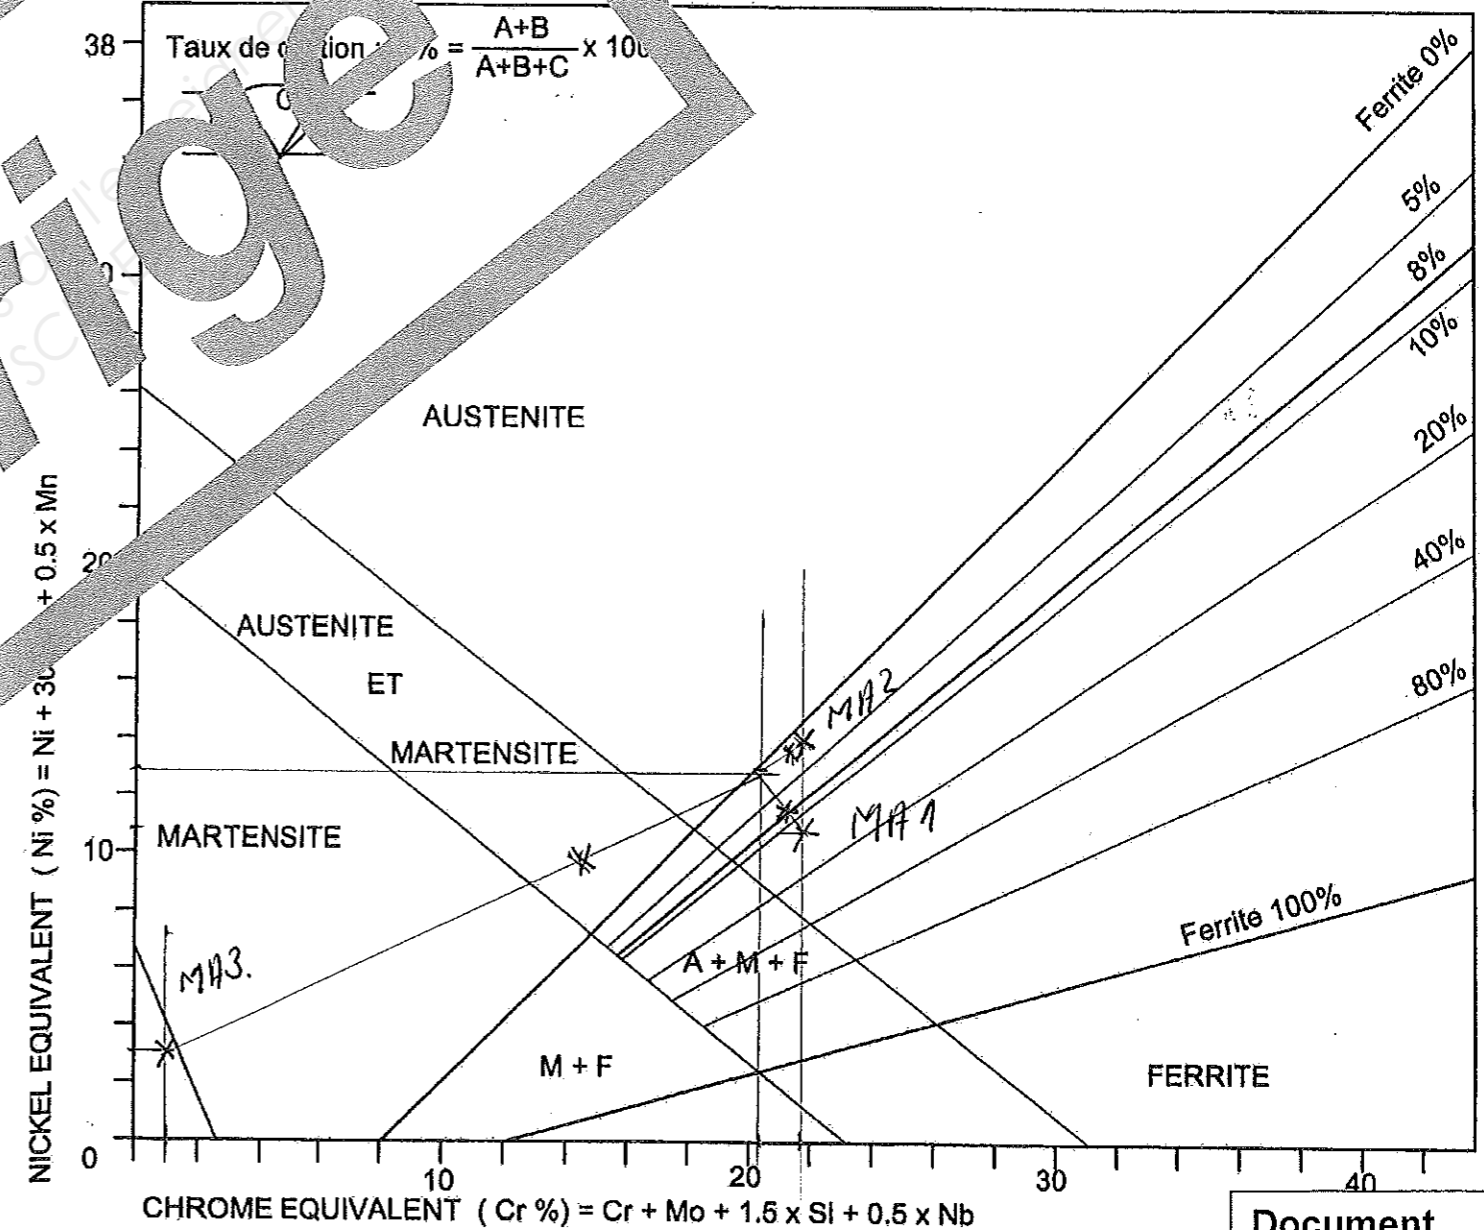 38
Taux de
% = A+B
A+B+C
x 100
Ferrite 0%
5%
8%
10%
20%
40%
80%
Ferrite 100%
AUSTENITE
20
AUSTENITE
ET
MARTENSITE
MARTENSITE
10
MA2
MA1
MA3.
A + M + F
M + F
FERRITE
0
10
20
30
40
NICKEL EQUIVALENT ( Ni %) = Ni + 30 + 0.5 x Mn
CHROME EQUIVALENT ( Cr %) = Cr + Mo + 1.5 x Si + 0,5 x Nb
Document